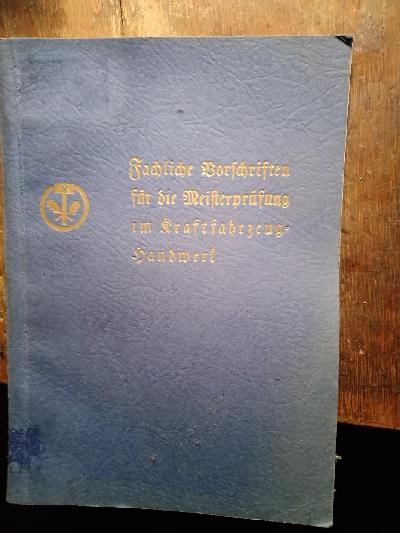 Fachliche Vorschriften
für die Meisterprüfung
im Kraftfahrzeug-
Handwerk